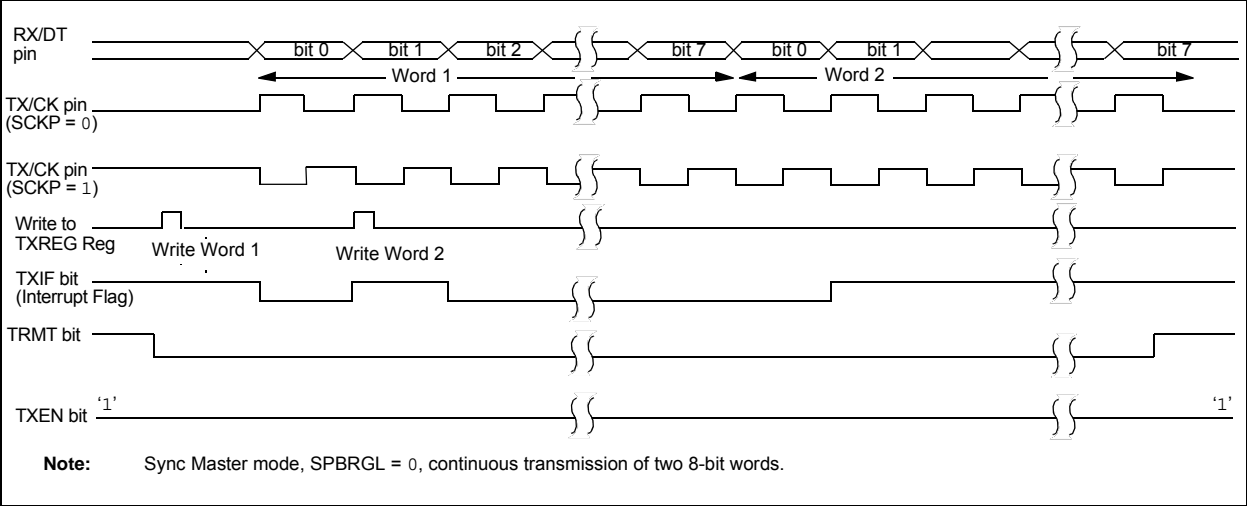 RX/DT
pin
bit 0 bit 1 bit 2 bit 7 bit 0 bit 1 bit 7
Word 1 Word 2
TX/CK pin
(SCKP = 0)
TX/CK pin
(SCKP = 1)
Write to
TXREG Reg
Write Word 1 Write Word 2
TXIF bit
(Interrupt Flag)
TRMT bit
TXEN bit ‘1’ ‘1’
Note: Sync Master mode, SPBRGL = 0, continuous transmission of two 8-bit words.